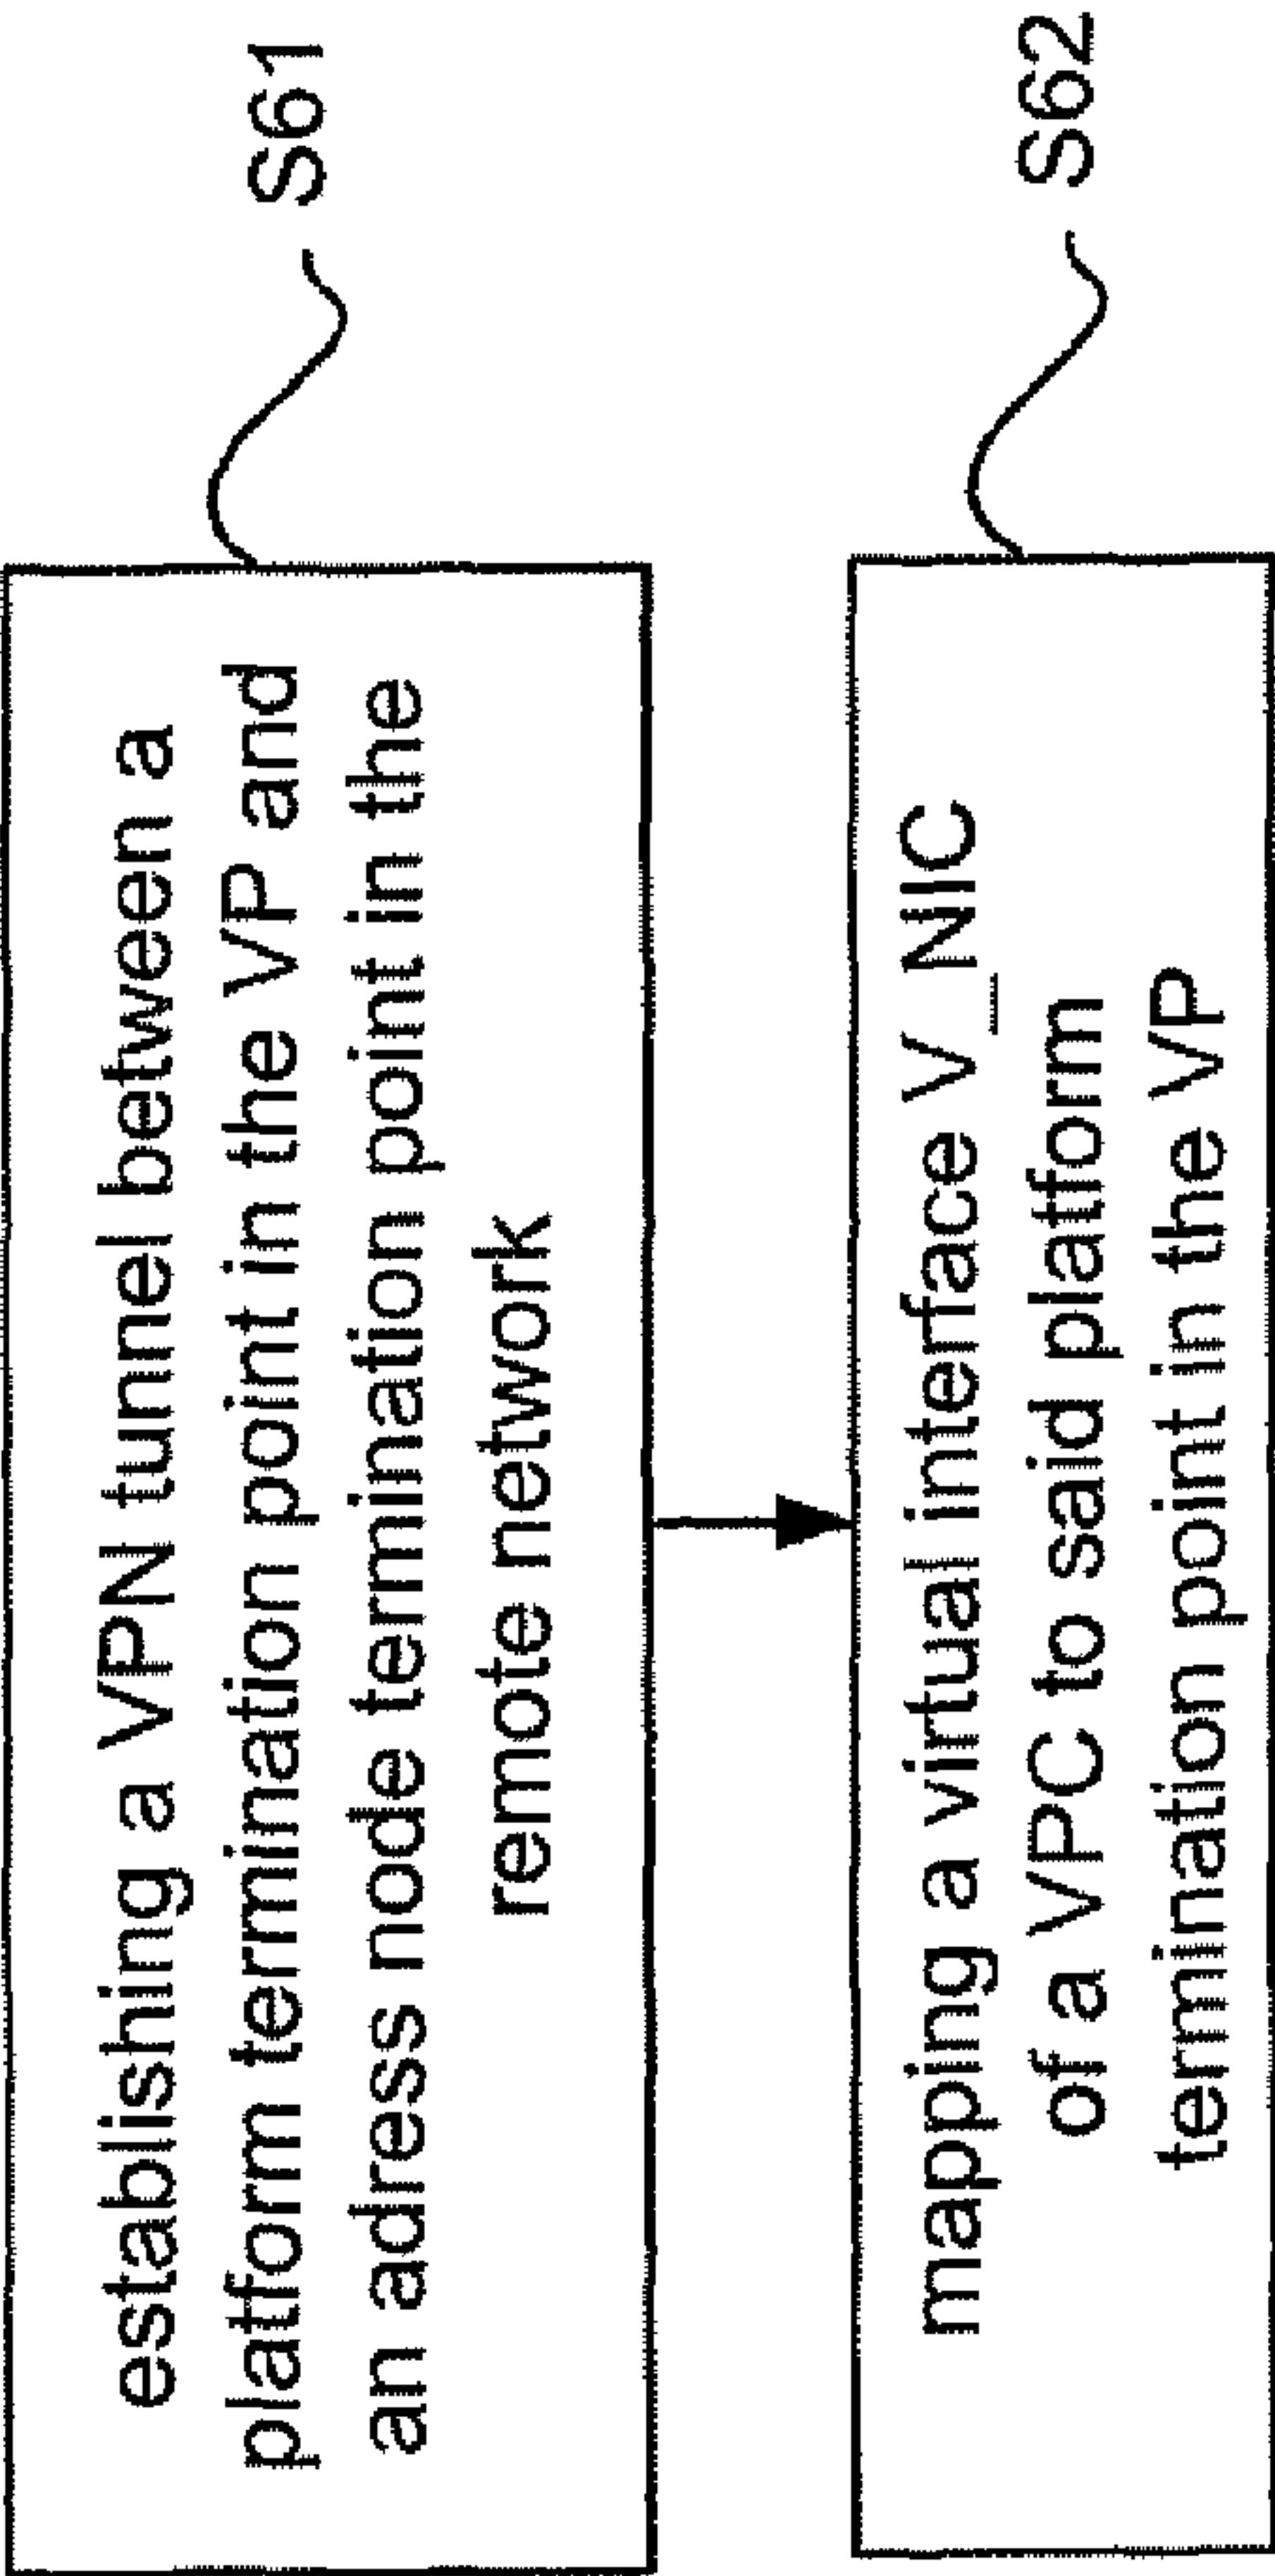 establishing a VPN tunnel between a
platform termination point in the VP and
an adress node termination point in the
remote network
S61
mapping a virtual interface V_NIC
of a VPC to said platform
termination point in the VP
S62